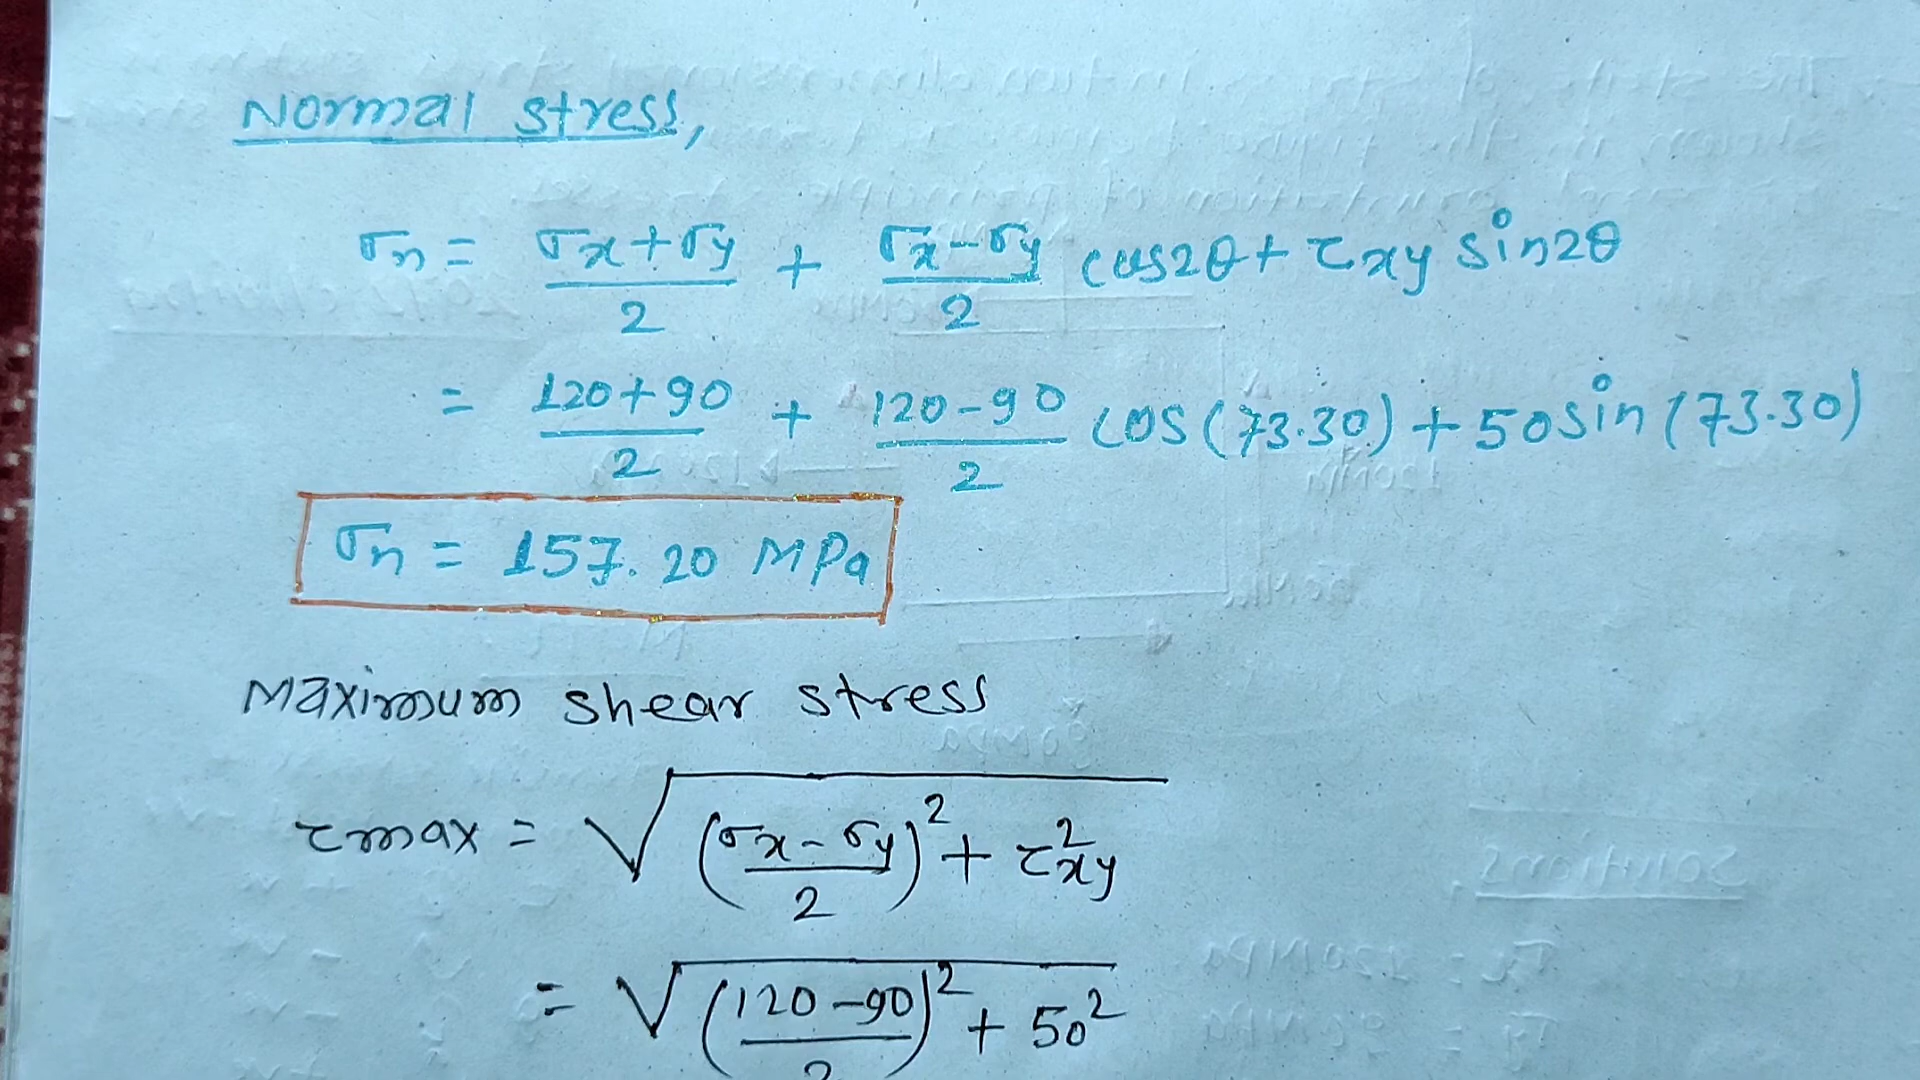 Normal stress,
σn = σx+σy/2 + σx-σy/2 cos2θ + τxy sin2θ
= 120+90/2 + 120-90/2 cos(73.30) + 50 sin(73.30)
σn = 157.20 MPa
Maximum shear stress
τmax = √(σx-σy/2)² + τ²xy
= √(120-90/2)² + 50²